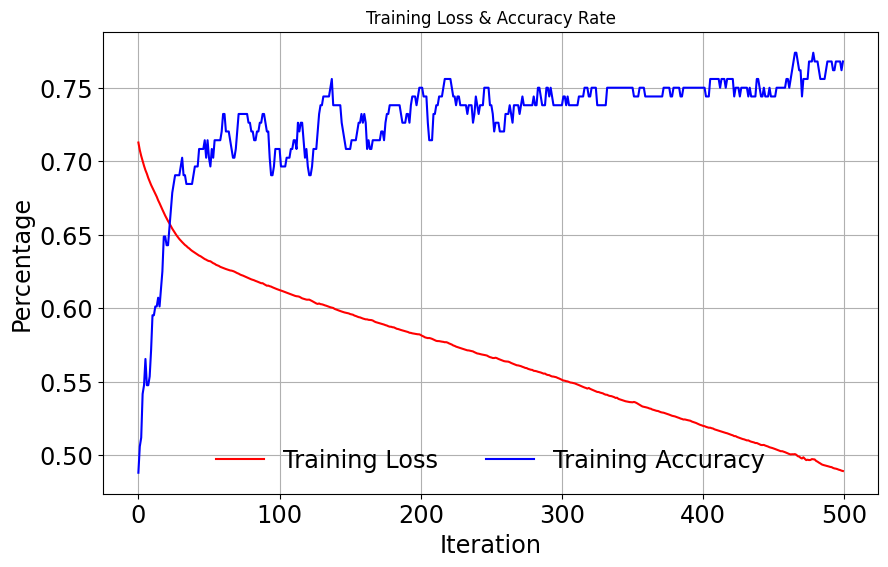 Training Loss & Accuracy Rate
Percentage
0.75
0.70
0.65
0.60
0.55
0.50
Training Loss
Training Accuracy
0
100
200
300
400
500
Iteration